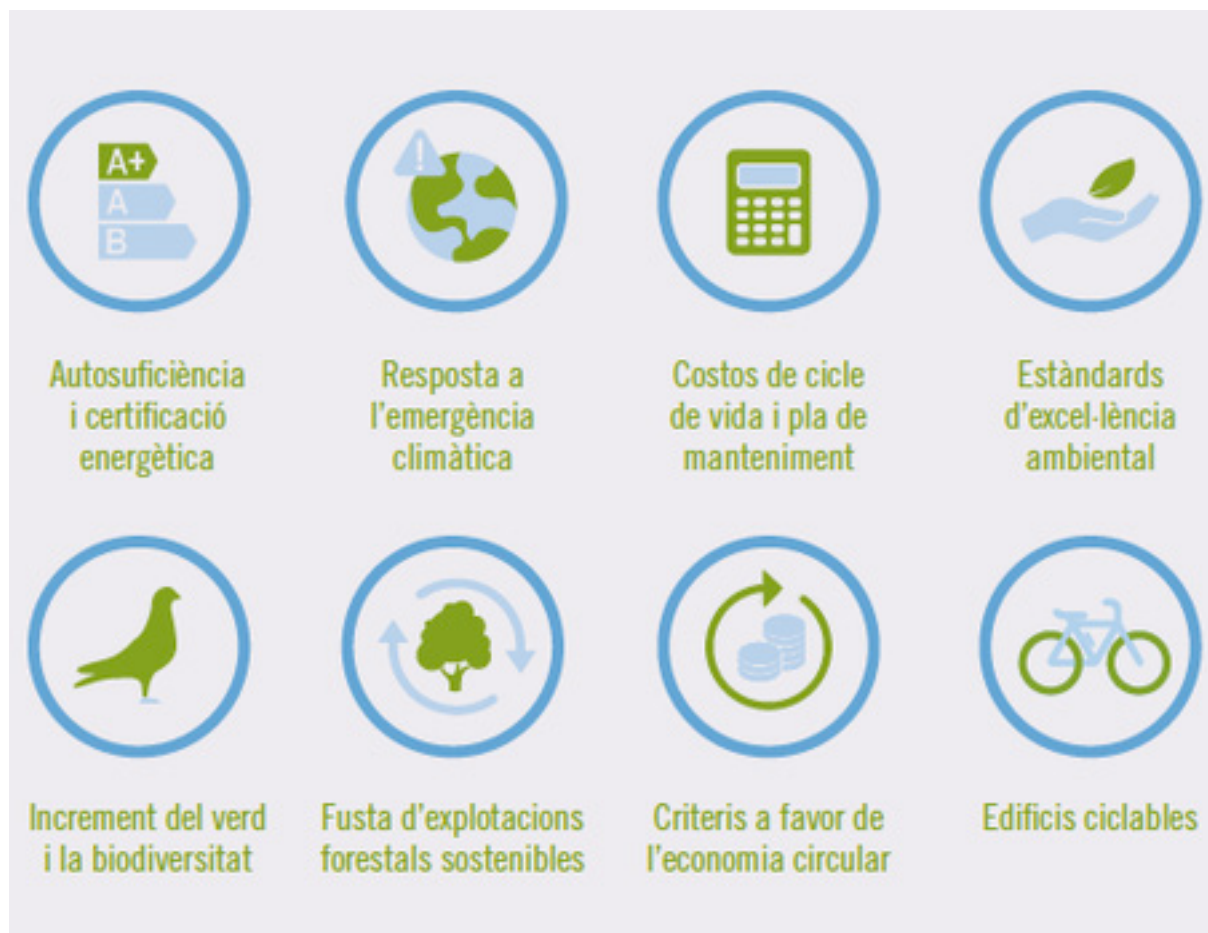 A+
A
B
Autosuficiència
i certificació
energètica
!
Resposta a
l'emergència
climàtica
Costos de cicle
de vida i pla de
manteniment
Estàndards
d'excel·lència
ambiental
Increment del verd
i la biodiversitat
Fusta d'explotacions
forestals sostenibles
Criteris a favor de
l'economia circular
Edificis ciclables